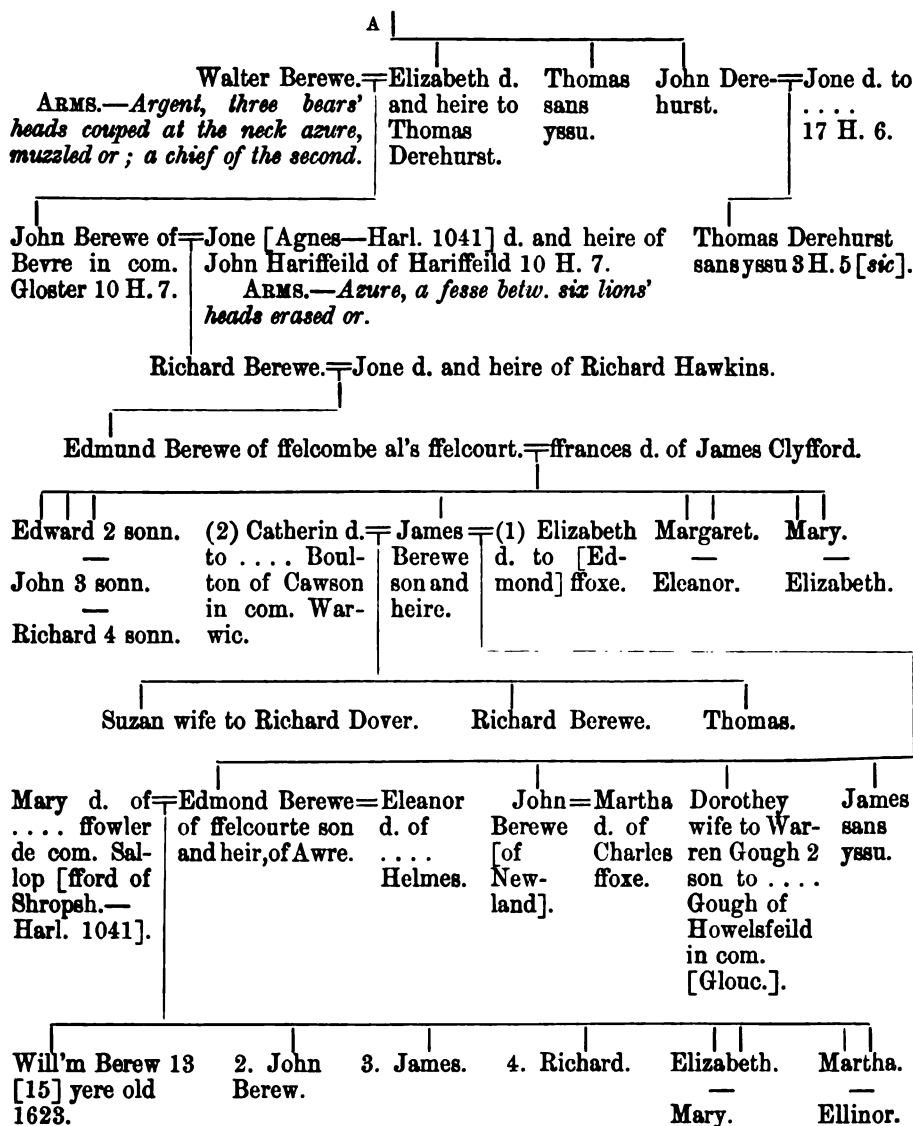 A
Walter Berewe.
Arms.—Argent, three bears'
heads couped at the neck azure,
muzzled or; a chief of the second.
Elizabeth d.
and heire to
Thomas
Derehurst.
Thomas
sans
yssu.
John Dere-
hurst.
Jone d. to
. . . .
17 H. 6.
John Berewe of
Bevre in com.
Gloster 10 H. 7.
Jone [Agnes—Harl. 1041] d. and heire of
John Hariffeild of Hariffeild 10 H. 7.
Arms.—Azure, a fesse betw. six lions'
heads erased or.
Thomas Derehurst
sans yssu 3 H. 5 [sic].
Richard Berewe.
Jone d. and heire of Richard Hawkins.
Edmund Berewe of ffelcombe al's ffelcourt.
ffrances d. of James Clyfford.
Edward 2 sonn.
—
John 3 sonn.
—
Richard 4 sonn.
(2) Catherin d.
to . . . . Boul-
ton of Cawson
in com. War-
wic.
James
Berewe
son and
heire.
(1) Elizabeth
d. to [Ed-
mond] ffoxe.
Margaret.
—
Eleanor.
Mary.
—
Elizabeth.
Suzan wife to Richard Dover.
Richard Berewe.
Thomas.
Mary d. of
. . . . ffowler
de com. Sal-
lop [fford of
Shropsh.—
Harl. 1041].
Edmond Berewe
of ffelcourte son
and heir, of Awre.
Eleanor
d. of
. . . .
Helmes.
John
Berewe
[of
New-
land].
Martha
d. of
Charles
ffoxe.
Dorothey
wife to War-
ren Gough 2
son to . . . .
Gough of
Howelsfeild
in com.
[Glouc.].
James
sans
yssu.
Will'm Berew 13
[15] yere old
1623.
2. John
Berew.
3. James.
4. Richard.
Elizabeth.
—
Mary.
Martha.
—
Ellinor.